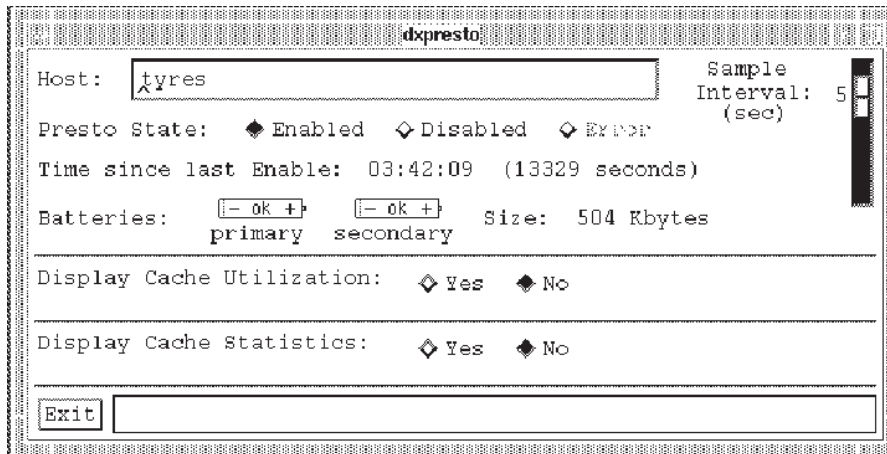 dxpresto
Host: tyres
Sample
Interval: 5
(sec)
Presto State: Enabled Disabled Error
Time since last Enable: 03:42:09 (13329 seconds)
Batteries: - ok + - ok + Size: 504 Kbytes
primary secondary
Display Cache Utilization: Yes No
Display Cache Statistics: Yes No
Exit